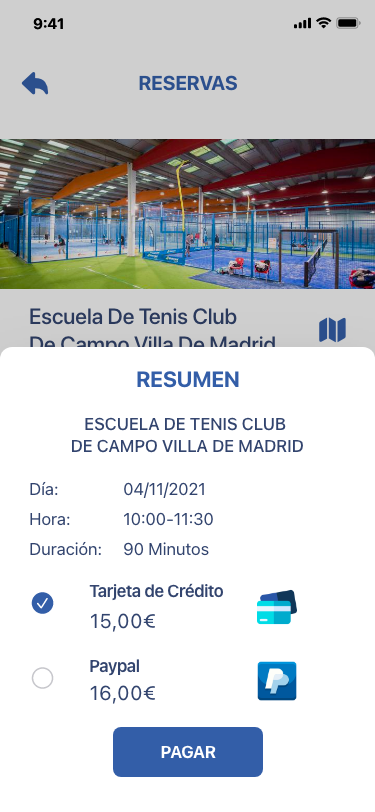 9:41
RESERVAS
Escuela De Tenis Club
De Campo Villa De Madrid
RESUMEN
ESCUELA DE TENIS CLUB
DE CAMPO VILLA DE MADRID
Día: 04/11/2021
Hora: 10:00-11:30
Duración: 90 Minutos
Tarjeta de Crédito
15,00€
Paypal
16,00€
PAGAR